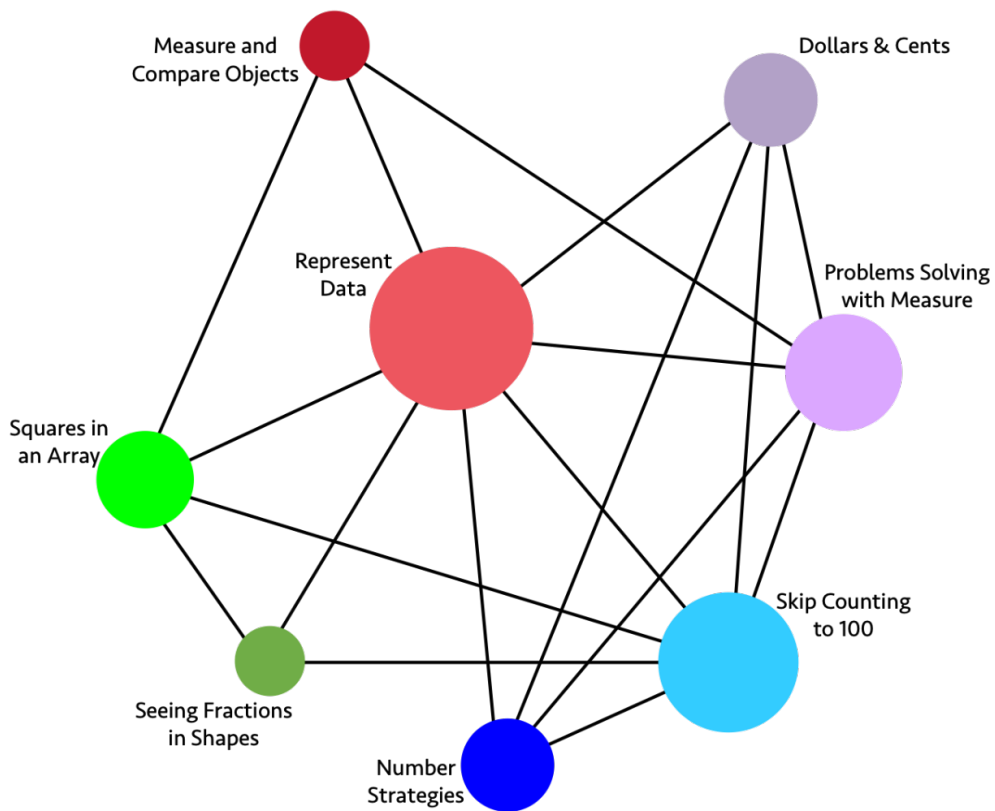 Measure and
Compare Objects
Dollars & Cents
Represent
Data
Problems Solving
with Measure
Squares in
an Array
Skip Counting
to 100
Seeing Fractions
in Shapes
Number
Strategies